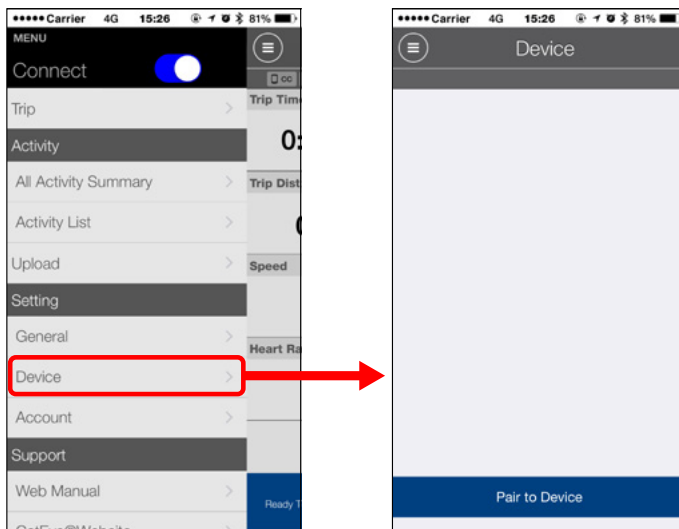 Carrier 4G 15:26 81%
MENU
Connect
Trip
Activity
All Activity Summary
Activity List
Upload
Setting
General
Device
Account
Support
Web Manual
CC
Trip Time
0:
Trip Dist
Speed
Heart Ra
Ready T
Carrier 4G 15:26 81%
Device
Pair to Device